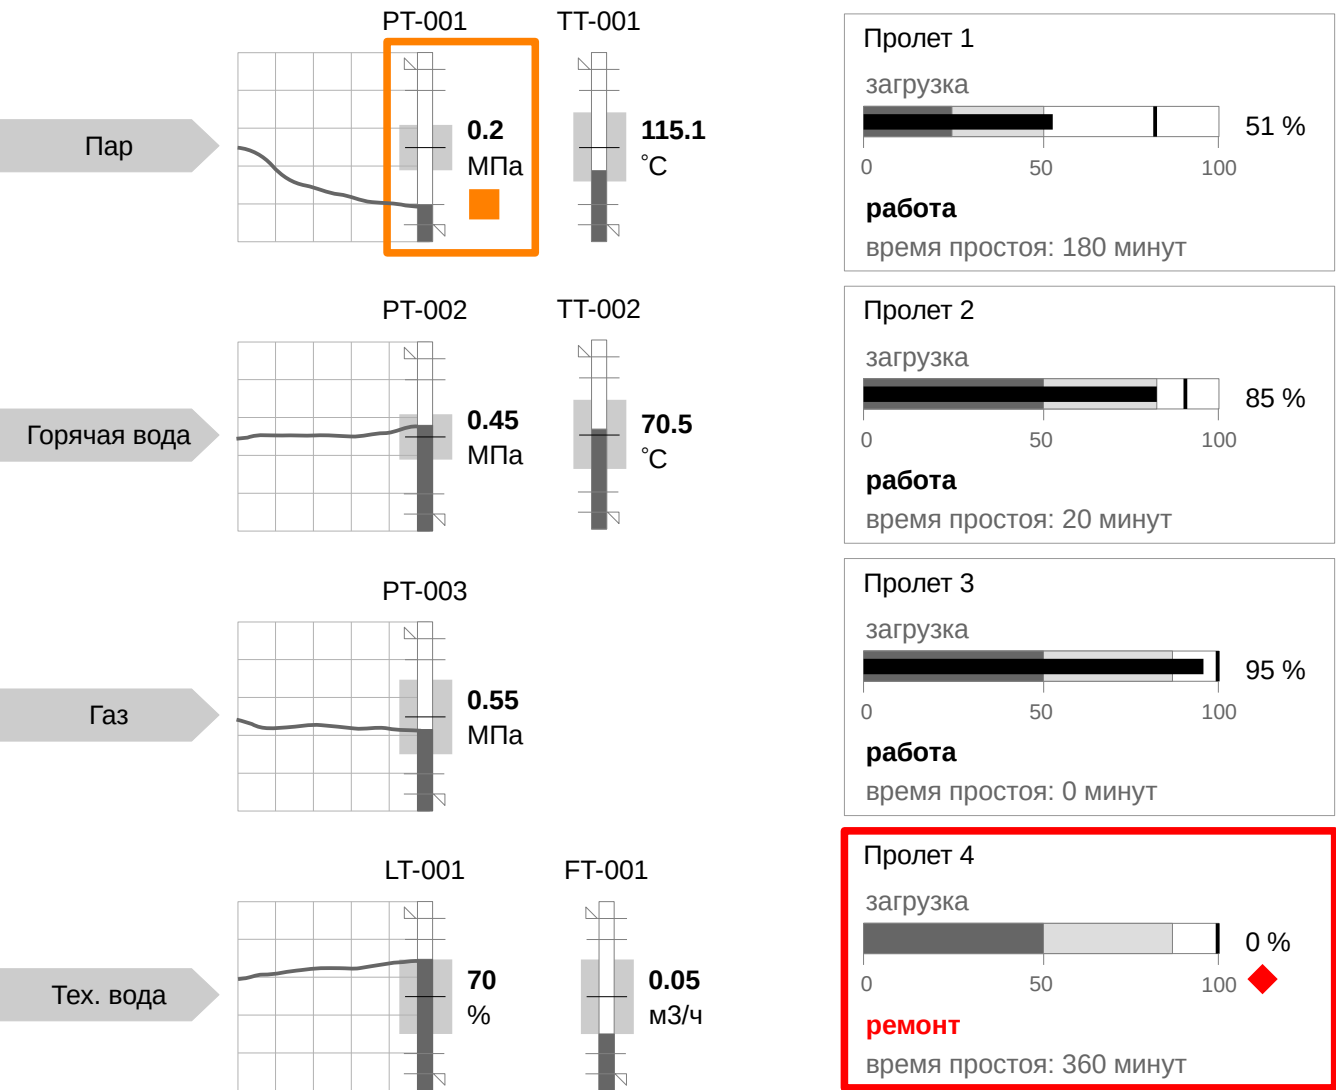 PT-001
TT-001
Пар
0.2
МПа
115.1
°C
PT-002
TT-002
Горячая вода
0.45
МПа
70.5
°C
PT-003
Газ
0.55
МПа
LT-001
FT-001
Тех. вода
70
%
0.05
м3/ч
Пролет 1
загрузка
51 %
0 50 100
работа
время простоя: 180 минут
Пролет 2
загрузка
85 %
0 50 100
работа
время простоя: 20 минут
Пролет 3
загрузка
95 %
0 50 100
работа
время простоя: 0 минут
Пролет 4
загрузка
0 %
0 50 100
ремонт
время простоя: 360 минут